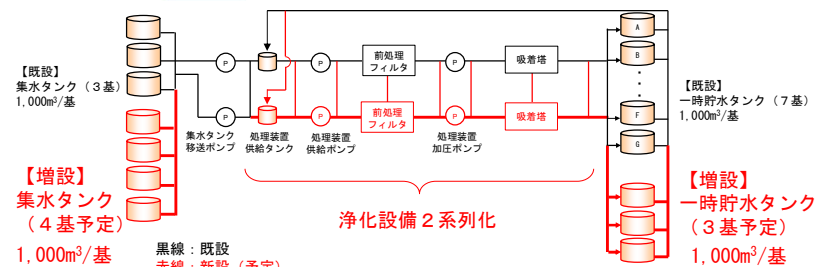 【既設】
集水タンク（３基）
1,000m³/基
【増設】
集水タンク
（４基予定）
1,000m³/基
P
P
集水タンク
移送ポンプ
処理装置
供給タンク
P
P
処理装置
供給ポンプ
前処理
フィルタ
前処理
フィルタ
P
P
処理装置
加圧ポンプ
吸着塔
吸着塔
浄化設備２系列化
黒線：既設
赤線：新設（予定）
A
B
F
G
【既設】
一時貯水タンク（７基）
1,000m³/基
【増設】
一時貯水タンク
（３基予定）
1,000m³/基